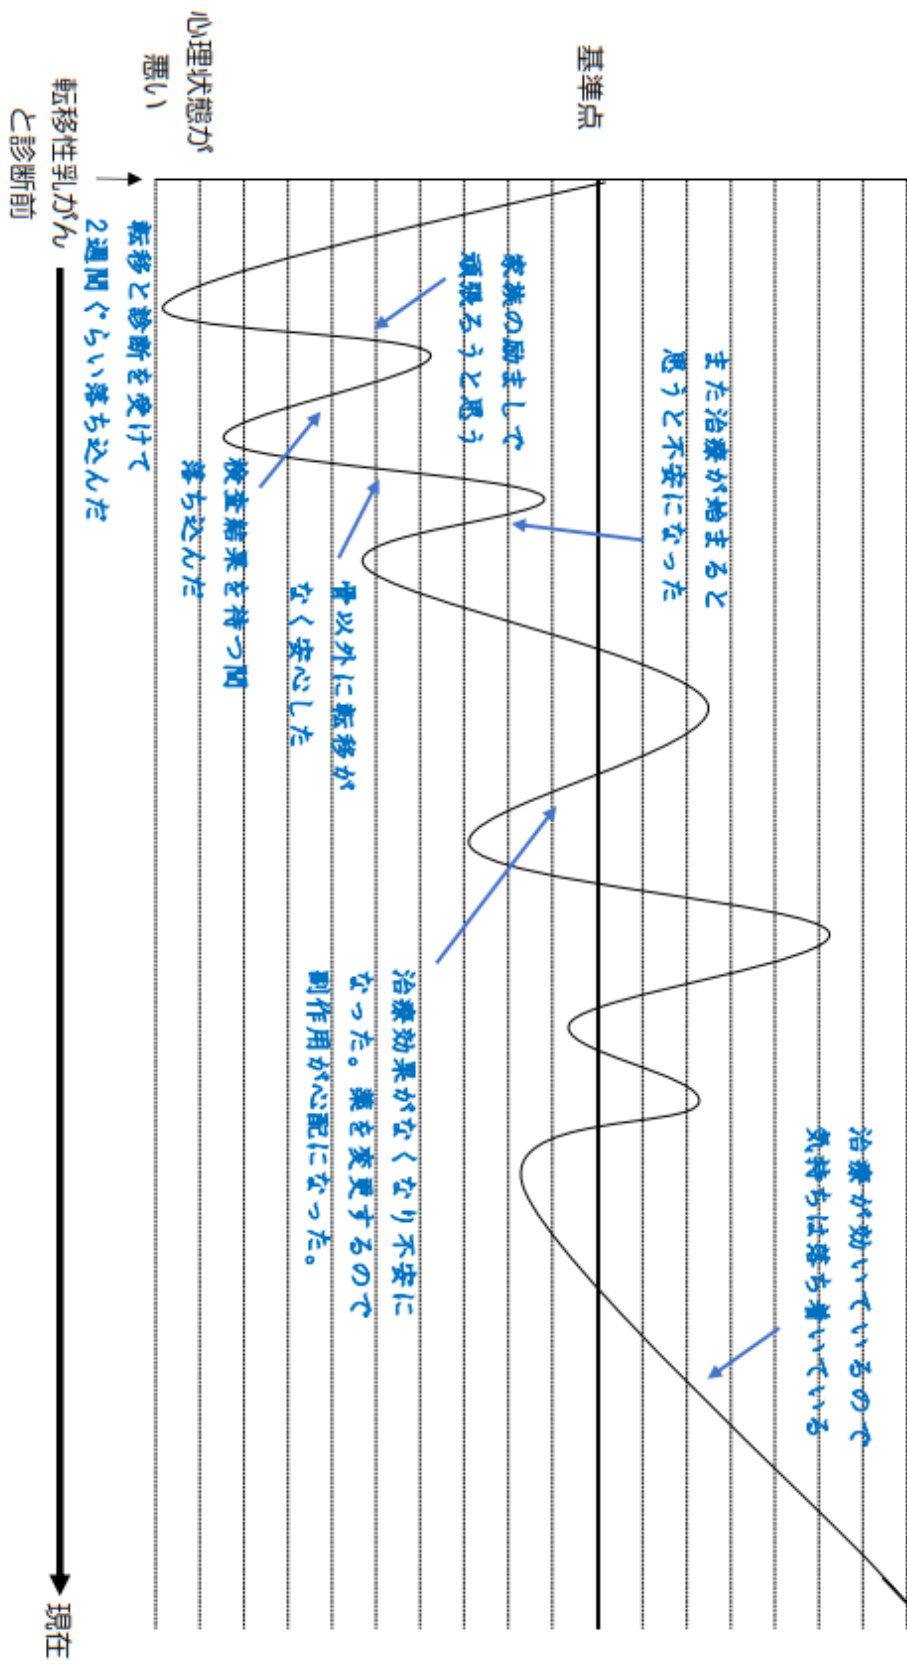 基準点
心理状態が
悪い
転移性乳がん
と診断前
現在
転移と診断を受けて
2週間ぐらい落ち込んだ
家族の励ましで
頑張ろうと思う
検査結果を待つ間
落ち込んだ
骨以外に転移が
なく安心した
また治療が始まると
思うと不安になった
治療効果がなくなり不安に
なった。薬を変更するので
副作用が心配になった。
治療が効いているので
気持ちは落ち着いている